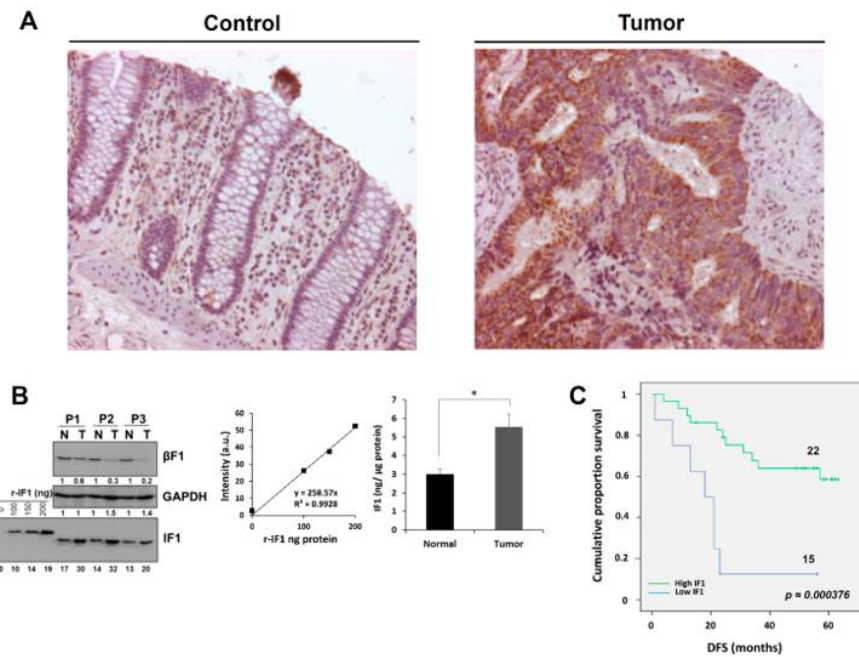 A
Control
Tumor
B
P1 P2 P3
N T N T N T
βF1
1 0.6 1 0.3 1 0.2
GAPDH
1 1 1 1.5 1 1.4
r-IF1 (ng)
100 150 200
IF1
10 14 19 17 30 14 32 13 20
Intensity (a.u.)
60
50
40
30
20
10
0
0 100 200
r-IF1 ng protein
y = 258.57x
R² = 0.9928
IF1 (ng/ μg protein)
7
6
5
4
3
2
1
0
*
Normal Tumor
C
Cumulative proportion survival
1
0.8
0.6
0.4
0.2
0
22
15
High IF1
Low IF1
p = 0.000376
0 20 40 60
DFS (months)